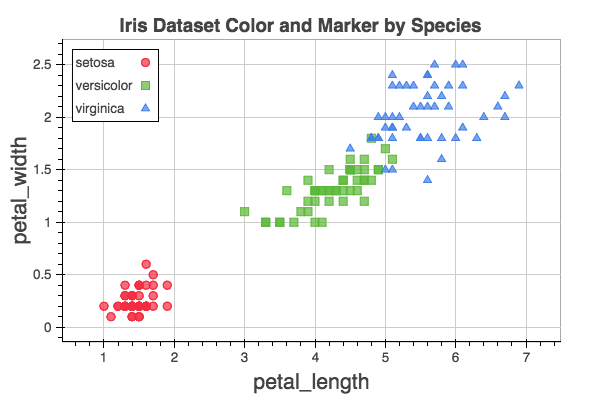 Iris Dataset Color and Marker by Species
setosa
versicolor
virginica
petal_width
2.5
2
1.5
1
0.5
0
1 2 3 4 5 6 7
petal_length